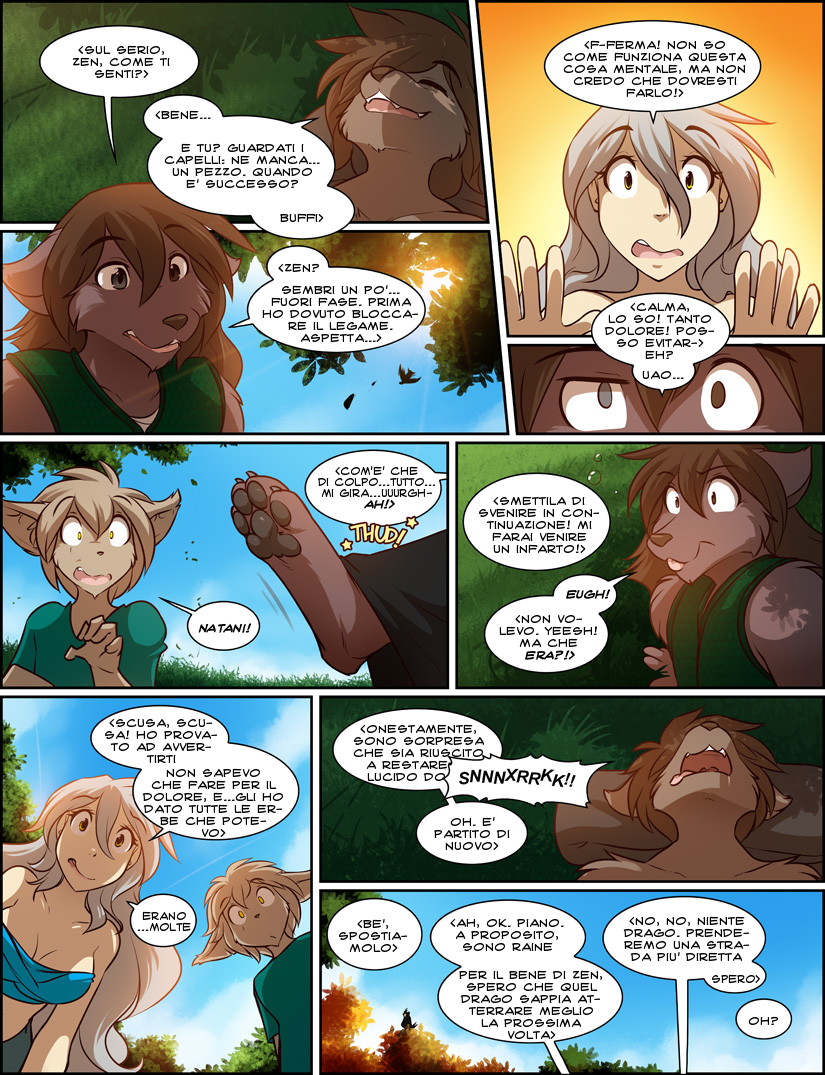 <SUL SERIO,
ZEN, COME TI
SENTI?>
<BENE...
E TU? GUARDATI I
CAPELLI: NE MANCA...
UN PEZZO. QUANDO
E' SUCCESSO?
BUFFI>
<ZEN?
SEMBRI UN PO'...
FUORI FASE. PRIMA
HO DOVUTO BLOCCA-
RE IL LEGAME.
ASPETTA...>
<F-FERMA! NON SO
COME FUNZIONA QUESTA
COSA MENTALE, MA NON
CREDO CHE DOVRESTI
FARLO!>
<CALMA,
LO SO! TANTO
DOLORE! POS-
SO EVITAR->
EH?
UAO...
<COM'E' CHE
DI COLPO...TUTTO...
MI GIRA...UUURGH-
AH!>
THUD!
NATANI!
<SMETTILA DI
SVENIRE IN CON-
TINUAZIONE! MI
FARAI VENIRE
UN INFARTO!>
EUGH!
<NON VO-
LEVO. YEESH!
MA CHE
ERA?!>
<SCUSA, SCU-
SA! HO PROVA-
TO AD AVVER-
TIRTI
NON SAPEVO
CHE FARE PER IL
DOLORE, E...GLI HO
DATO TUTTE LE ER-
BE CHE POTE-
VO>
ERANO
...MOLTE
<ONESTAMENTE,
SONO SORPRESA
CHE SIA RIUSCITO
A RESTARE
LUCIDO DO
SNNNXRRKK!!
OH. E'
PARTITO DI
NUOVO>
<BE',
SPOSTIA-
MOLO>
<AH, OK. PIANO.
A PROPOSITO,
SONO RAINE
PER IL BENE DI ZEN,
SPERO CHE QUEL
DRAGO SAPPIA AT-
TERRARE MEGLIO
LA PROSSIMA
VOLTA>
<NO, NO, NIENTE
DRAGO. PRENDE-
REMO UNA STRA-
DA PIU' DIRETTA
SPERO>
OH?